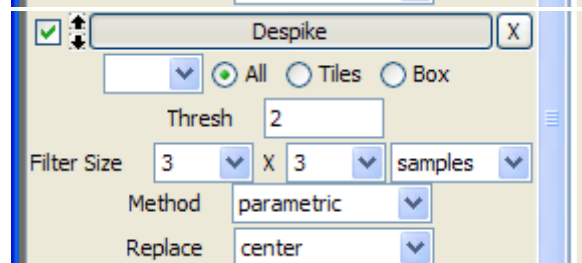 Despike X
All Tiles Box
Thresh 2
Filter Size 3 X 3 samples
Method parametric
Replace center